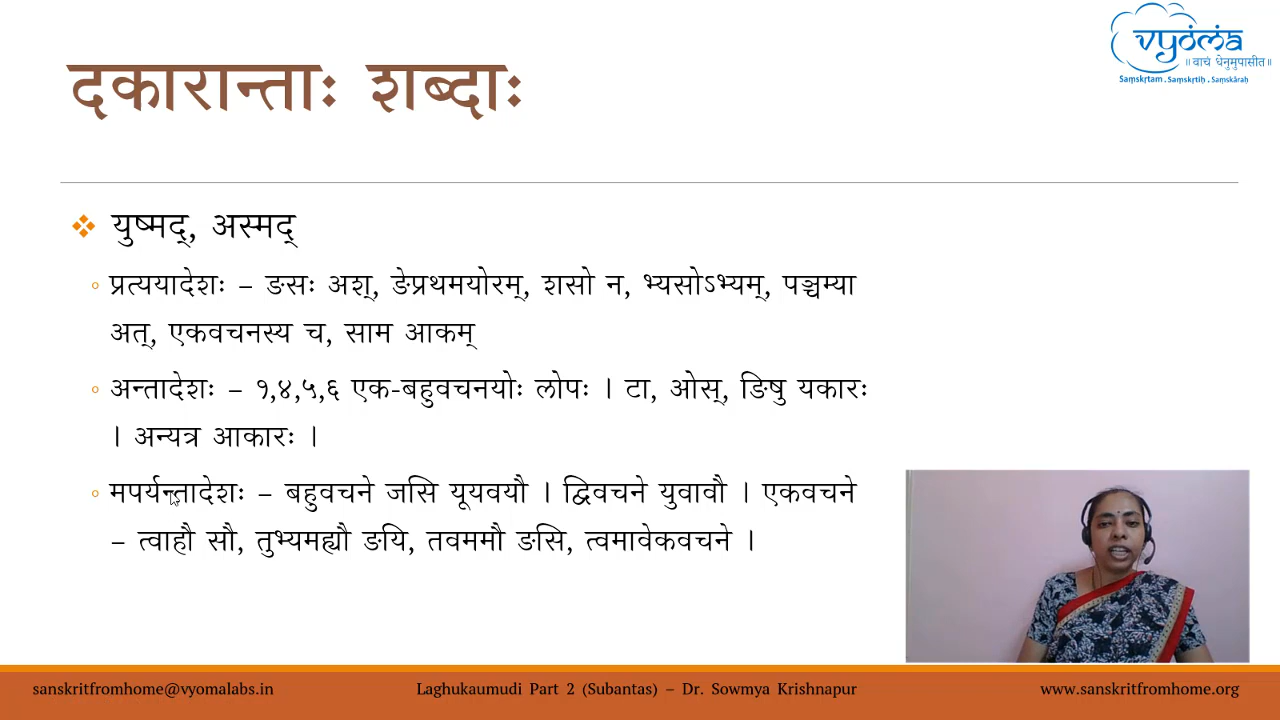 दकारान्ताः शब्दाः
vyoma
॥ वाचं धेनुमुपासीत॥
Saṃskṛtam . Saṃskṛtiḥ . Saṃskāraḥ
युष्मद्, अस्मद्
प्रत्ययादेशः – ङसः अश्, ङेप्रथमयोरम्, शसो न, भ्यसोऽभ्यम्, पञ्चम्या
अत्, एकवचनस्य च, साम आकम्
अन्तादेशः – १,४,५,६ एक-बहुवचनयोः लोपः । टा, ओस्, ङिषु यकारः
। अन्यत्र आकारः ।
मपर्यन्तादेशः – बहुवचने जसि यूयवयौ । द्विवचने युवावौ । एकवचने
– त्वाहौ सौ, तुभ्यमह्यौ ङयि, तवममौ ङसि, त्वमावेकवचने ।
sanskritfromhome@vyomalabs.in
Laghukaumudi Part 2 (Subantas) – Dr. Sowmya Krishnapur
www.sanskritfromhome.org